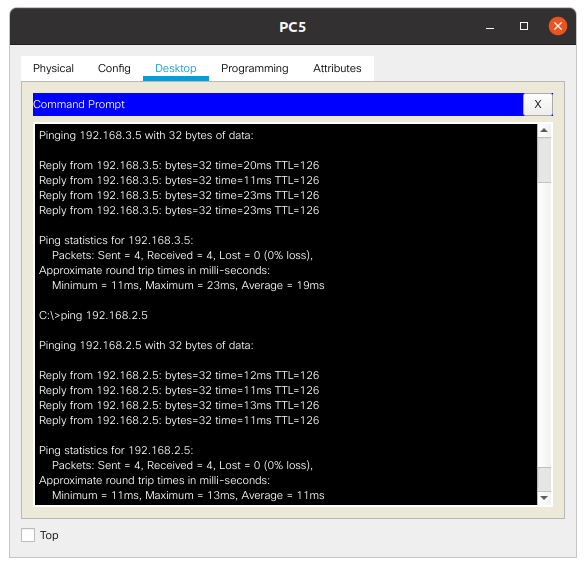 PC5
Physical Config Desktop Programming Attributes
Command Prompt
X
Pinging 192.168.3.5 with 32 bytes of data:
Reply from 192.168.3.5: bytes=32 time=20ms TTL=126
Reply from 192.168.3.5: bytes=32 time=11ms TTL=126
Reply from 192.168.3.5: bytes=32 time=23ms TTL=126
Reply from 192.168.3.5: bytes=32 time=23ms TTL=126
Ping statistics for 192.168.3.5:
Packets: Sent = 4, Received = 4, Lost = 0 (0% loss),
Approximate round trip times in milli-seconds:
Minimum = 11ms, Maximum = 23ms, Average = 19ms
C:\>ping 192.168.2.5
Pinging 192.168.2.5 with 32 bytes of data:
Reply from 192.168.2.5: bytes=32 time=12ms TTL=126
Reply from 192.168.2.5: bytes=32 time=11ms TTL=126
Reply from 192.168.2.5: bytes=32 time=13ms TTL=126
Reply from 192.168.2.5: bytes=32 time=11ms TTL=126
Ping statistics for 192.168.2.5:
Packets: Sent = 4, Received = 4, Lost = 0 (0% loss),
Approximate round trip times in milli-seconds:
Minimum = 11ms, Maximum = 13ms, Average = 11ms
Top